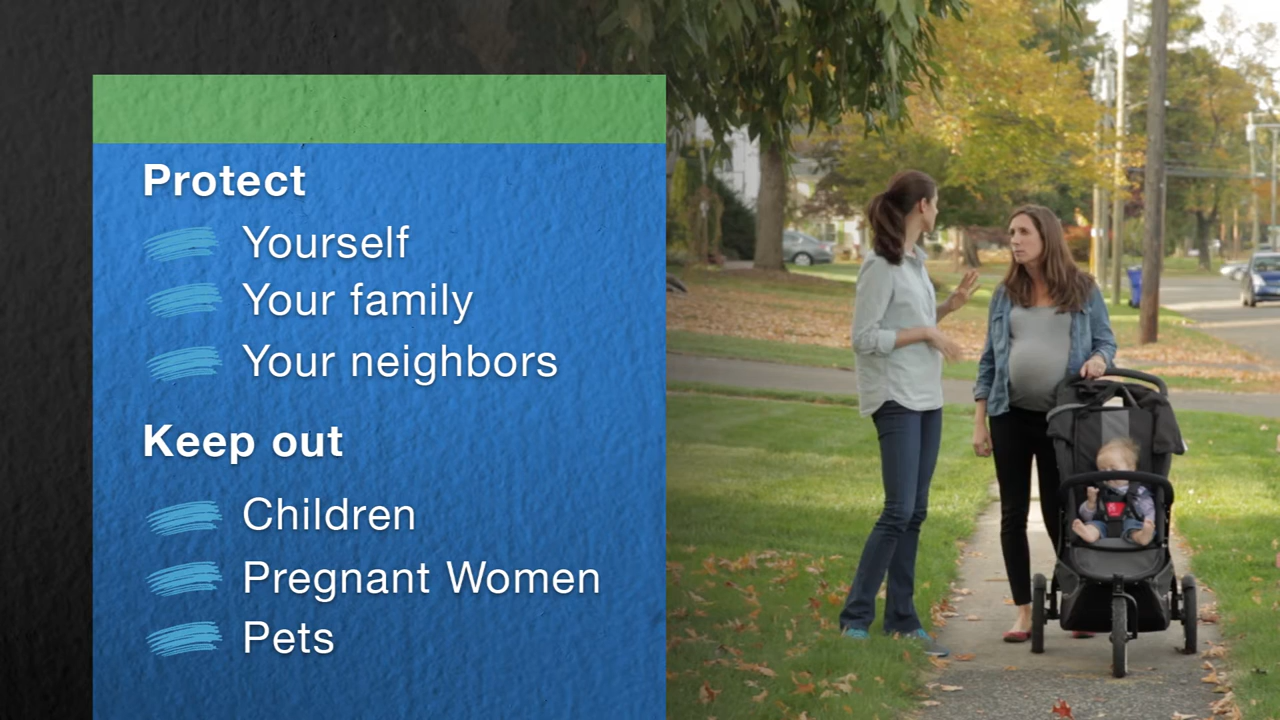 Protect
Yourself
Your family
Your neighbors
Keep out
Children
Pregnant Women
Pets